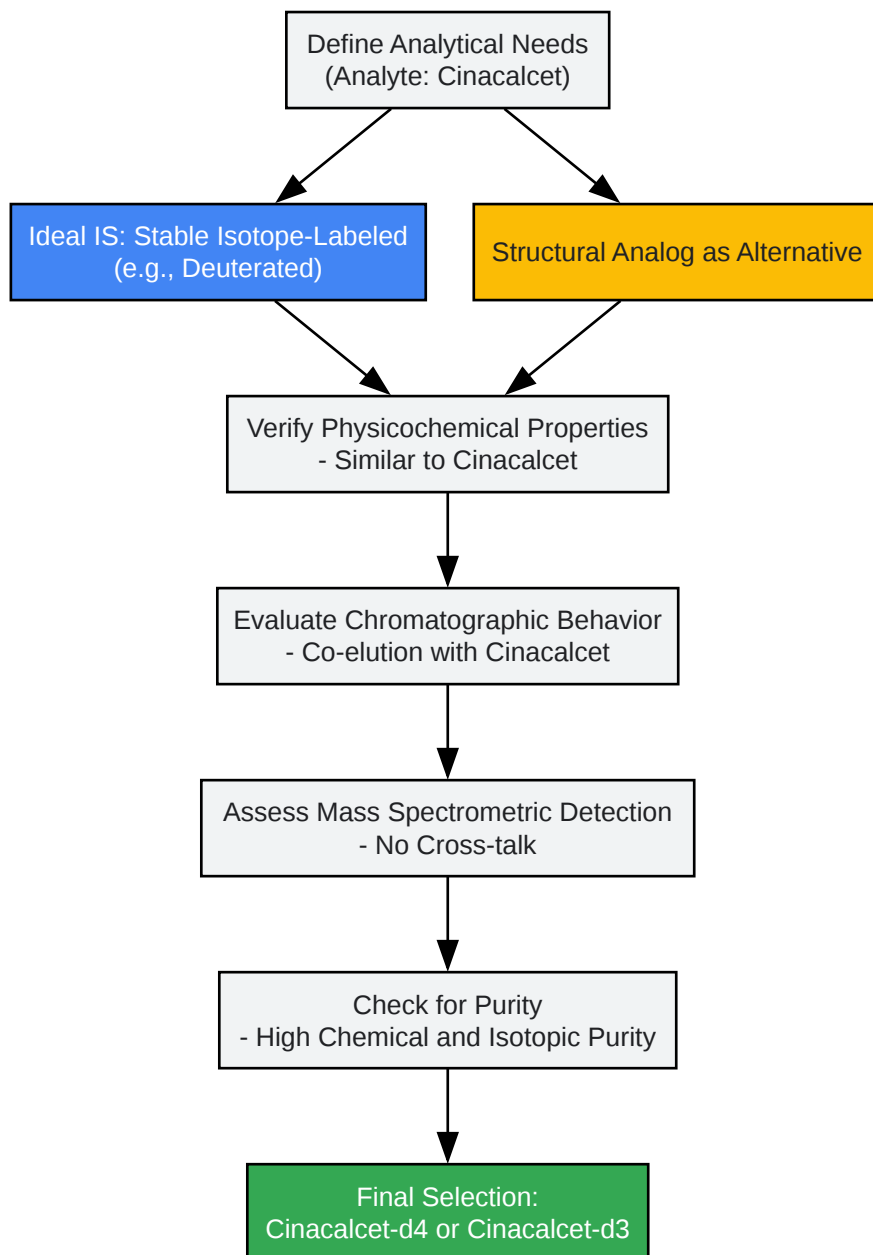 Define Analytical Needs
(Analyte: Cinacalcet)
Ideal IS: Stable Isotope-Labeled
(e.g., Deuterated)
Structural Analog as Alternative
Verify Physicochemical Properties
- Similar to Cinacalcet
Evaluate Chromatographic Behavior
- Co-elution with Cinacalcet
Assess Mass Spectrometric Detection
- No Cross-talk
Check for Purity
- High Chemical and Isotopic Purity
Final Selection:
Cinacalcet-d4 or Cinacalcet-d3